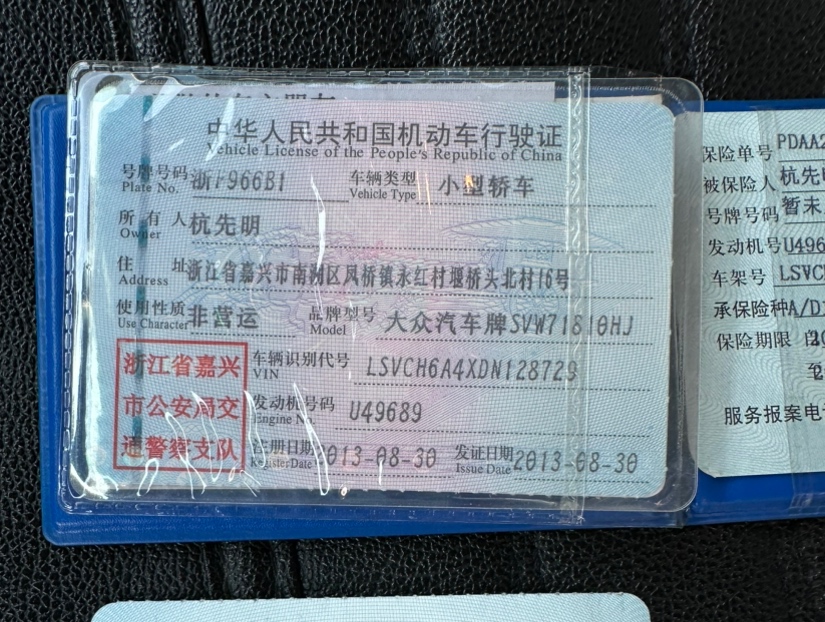 中华人民共和国机动车行驶证
Vehicle License of the People's Republic of China
号牌号码 浙F966B1 车辆类型 小型轿车
Plate No. Vehicle Type
所有人 杭先明
Owner
住址 浙江省嘉兴市南湖区凤桥镇永红村堰桥头北村16号
Address
使用性质 非营运 品牌型号 大众汽车牌SVW71810HJ
Use Character Model
浙江省嘉兴
市公安局交
通警察支队
车辆识别代号 LSVCH6A4XDN128729
VIN
发动机号码 U49689
Engine No.
注册日期 2013-08-30 发证日期 2013-08-30
Register Date Issue Date
保险单号 PDAA2
被保险人 杭先
号牌号码 暂未
发动机号 U496
车架号 LSVC
承保险种 A/D
保险期限 自
至
服务报案电